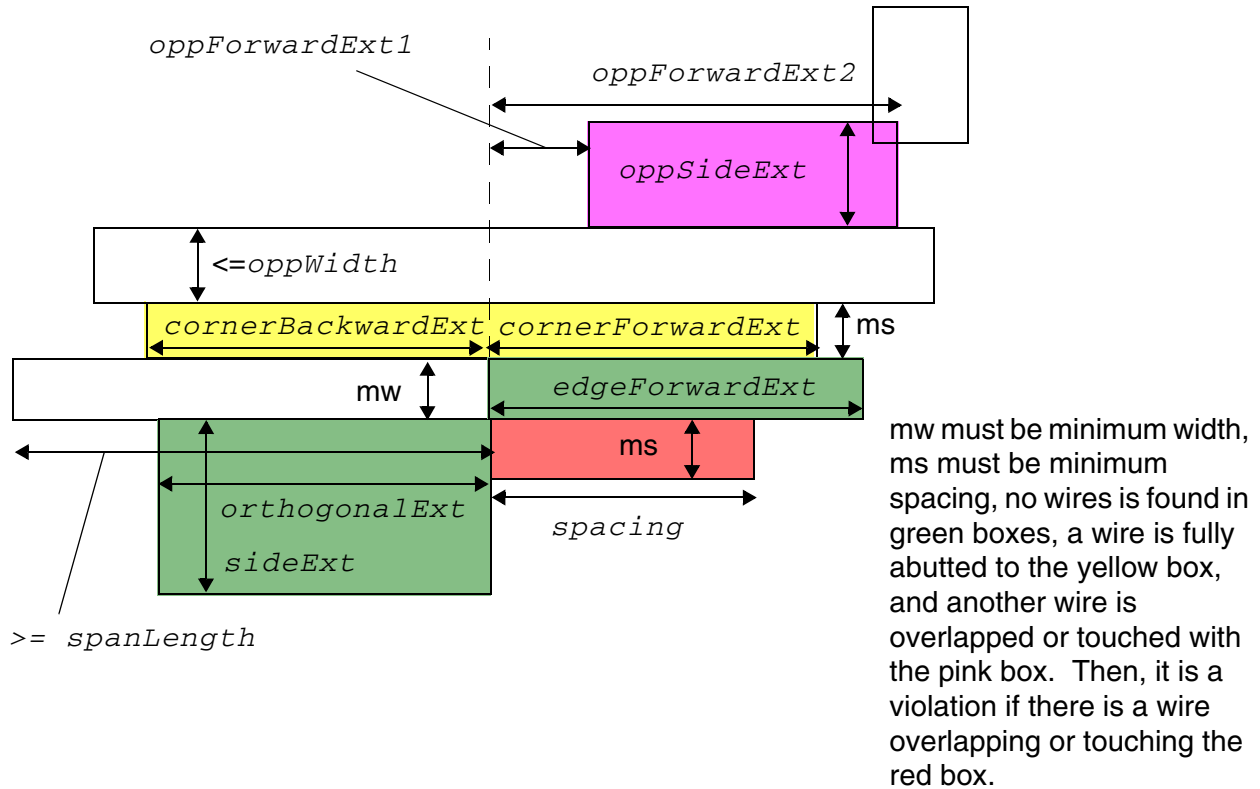 oppForwardExt1
oppForwardExt2
oppSideExt
<=oppWidth
cornerBackwardExt cornerForwardExt
ms
mw
edgeForwardExt
ms
orthogonalExt
spacing
sideExt
>= spanLength
mw must be minimum width,
ms must be minimum
spacing, no wires is found in
green boxes, a wire is fully
abutted to the yellow box,
and another wire is
overlapped or touched with
the pink box. Then, it is a
violation if there is a wire
overlapping or touching the
red box.